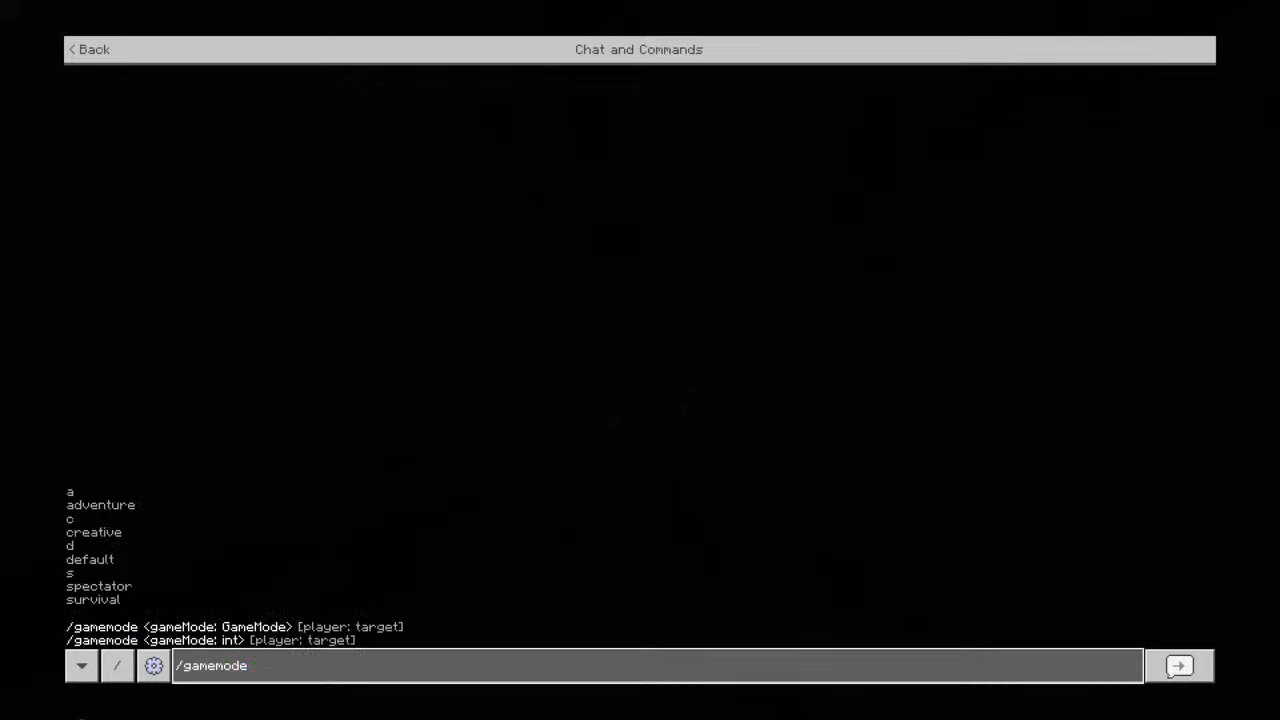 < Back
Chat and Commands
a
adventure
c
creative
d
default
s
spectator
survival
/gamemode <gameMode: GameMode> [player: target]
/gamemode <gameMode: int> [player: target]
/
/gamemode